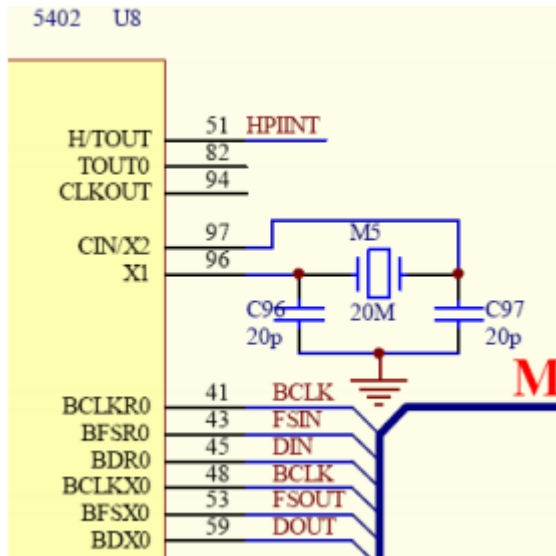 5402 U8
H/TOUT 51 HPIINT
TOUT0 82
CLKOUT 94
CIN/X2 97 M5
X1 96
C96 C97
20p 20M 20p
M
BCLKR0 41 BCLK
BFSR0 43 FSIN
BDR0 45 DIN
BCLKX0 48 BCLK
BFSX0 53 FSOUT
BDX0 59 DOUT